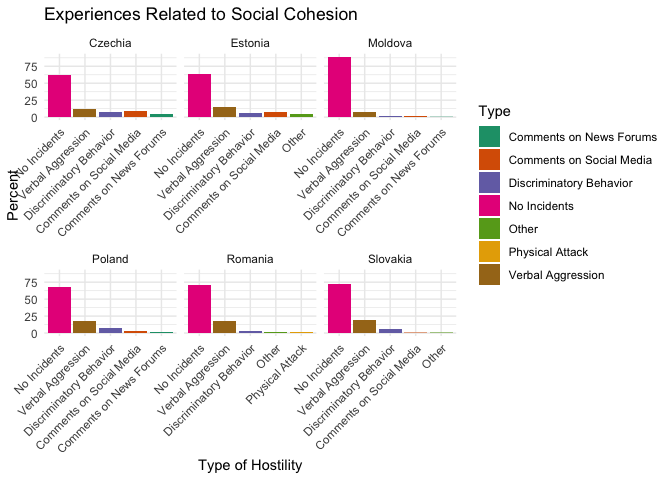 Experiences Related to Social Cohesion
Czechia
Estonia
Moldova
75
50
25
0
No Incidents
Verbal Aggression
Discriminatory Behavior
Comments on Social Media
Comments on News Forums
No Incidents
Verbal Aggression
Discriminatory Behavior
Comments on Social Media
Other
No Incidents
Verbal Aggression
Discriminatory Behavior
Comments on Social Media
Comments on News Forums
Percent
Poland
Romania
Slovakia
75
50
25
0
No Incidents
Verbal Aggression
Discriminatory Behavior
Comments on Social Media
Comments on News Forums
No Incidents
Verbal Aggression
Discriminatory Behavior
Other
Physical Attack
No Incidents
Verbal Aggression
Discriminatory Behavior
Comments on Social Media
Other
Type of Hostility
Type
Comments on News Forums
Comments on Social Media
Discriminatory Behavior
No Incidents
Other
Physical Attack
Verbal Aggression